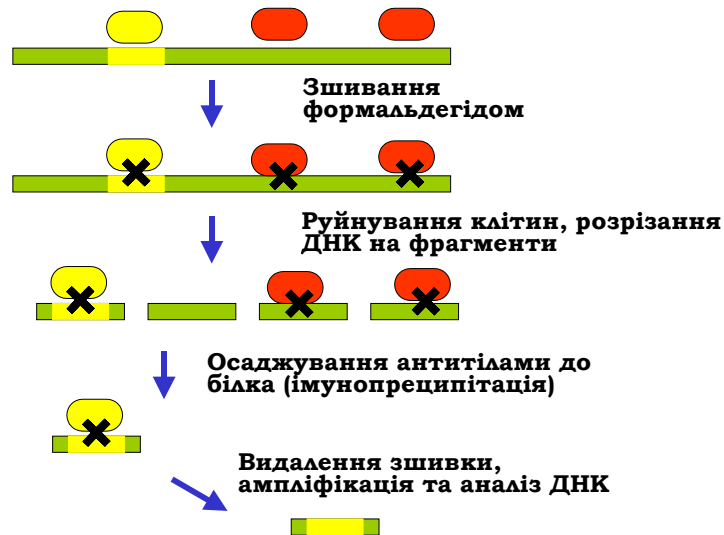 Зшивання
формальдегідом
Руйнування клітин, розрізання
ДНК на фрагменти
Осаджування антитілами до
білка (імунопреципітація)
Видалення зшивки,
ампліфікація та аналіз ДНК